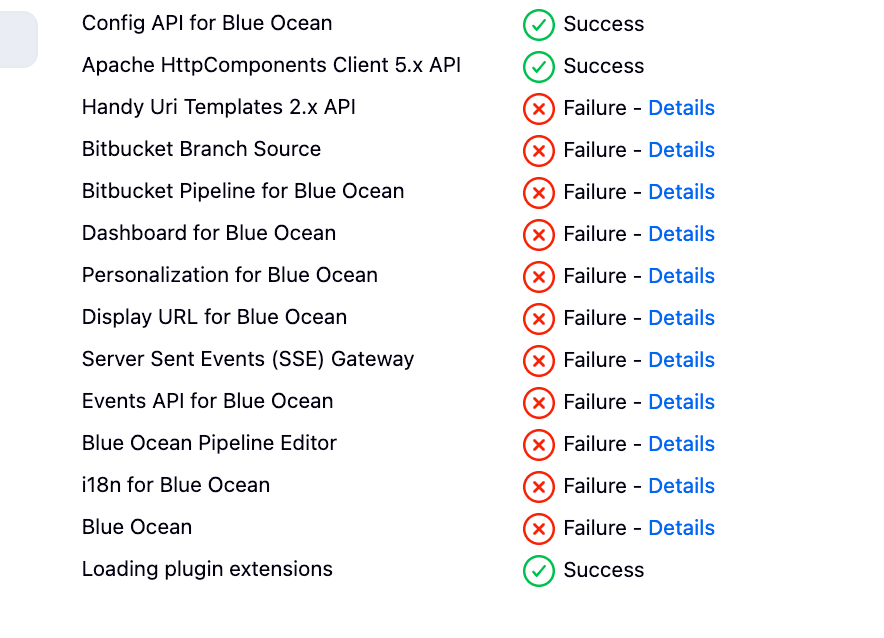 Config API for Blue Ocean Success
Apache HttpComponents Client 5.x API Success
Handy Uri Templates 2.x API Failure - Details
Bitbucket Branch Source Failure - Details
Bitbucket Pipeline for Blue Ocean Failure - Details
Dashboard for Blue Ocean Failure - Details
Personalization for Blue Ocean Failure - Details
Display URL for Blue Ocean Failure - Details
Server Sent Events (SSE) Gateway Failure - Details
Events API for Blue Ocean Failure - Details
Blue Ocean Pipeline Editor Failure - Details
i18n for Blue Ocean Failure - Details
Blue Ocean Failure - Details
Loading plugin extensions Success